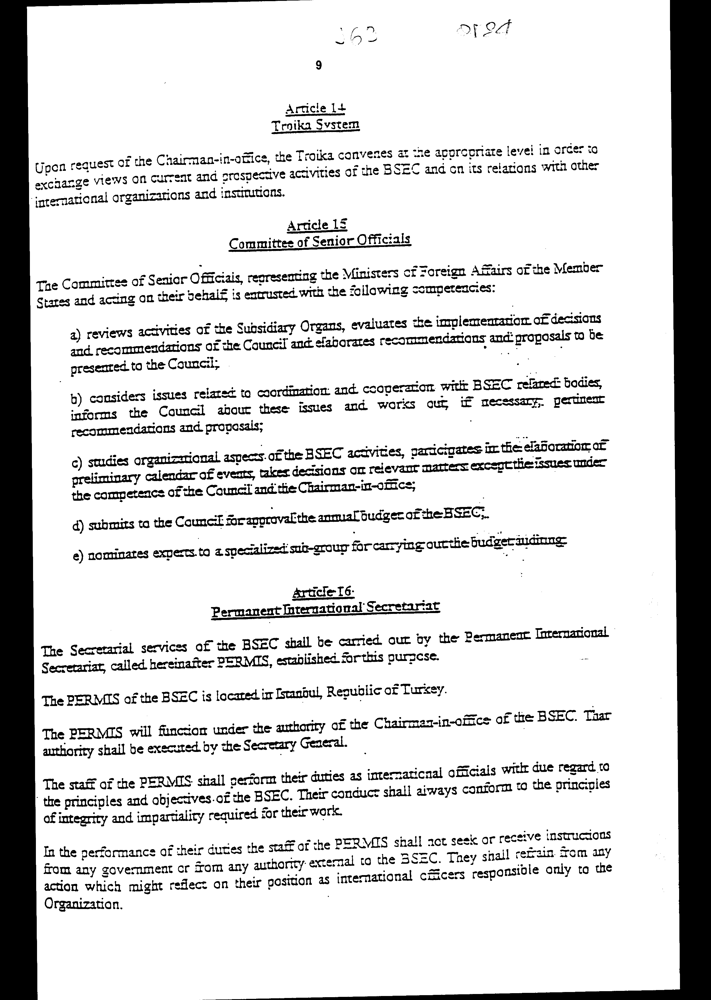 363
9
Article 14
Troika System
Upon request of the Chairman-in-office, the Troika convenes at the appropriate level in order to
exchange views on current and prospective activities of the BSEC and on its relations with other
international organizations and institutions.
Article 15
Committee of Senior Officials
The Committee of Senior Officials, representing the Ministers of Foreign Affairs of the Member
States and acting on their behalf, is entrusted with the following competencies:
a) reviews activities of the Subsidiary Organs, evaluates the implementation of decisions
and recommendations of the Council and elaborates recommendations and proposals to be
presented to the Council;
b) considers issues related to coordination and cooperation with BSEC related bodies,
informs the Council about these issues and works out, if necessary, pertinent
recommendations and proposals;
c) studies organizational aspects of the BSEC activities, participates in the elaboration of
preliminary calendar of events, takes decisions on relevant matters except the issues under
the competence of the Council and the Chairman-in-office;
d) submits to the Council for approval the annual budget of the BSEC;
e) nominates experts to a specialized sub-group for carrying out the budget auditing
Article 16
Permanent International Secretariat
The Secretarial services of the BSEC shall be carried out by the Permanent International
Secretariat, called hereinafter PERMIS, established for this purpose.
The PERMIS of the BSEC is located in Istanbul, Republic of Turkey.
The PERMIS will function under the authority of the Chairman-in-office of the BSEC. That
authority shall be executed by the Secretary General.
The staff of the PERMIS shall perform their duties as international officials with due regard to
the principles and objectives of the BSEC. Their conduct shall always conform to the principles
of integrity and impartiality required for their work.
In the performance of their duties the staff of the PERMIS shall not seek or receive instructions
from any government or from any authority external to the BSEC. They shall refrain from any
action which might reflect on their position as international officers responsible only to the
Organization.